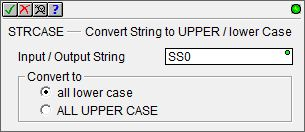 STRCASE — Convert String to UPPER / lower Case
Input / Output String SS0
Convert to
all lower case
ALL UPPER CASE